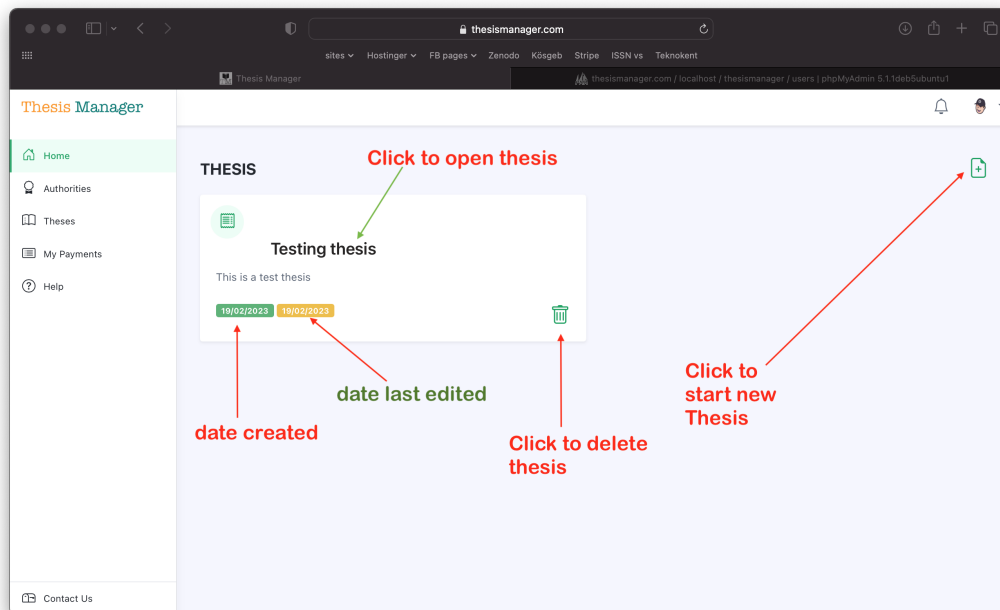 thesismanager.com
sites Hostinger FB pages Zenodo Kösgeb Stripe ISSN vs Teknokent
Thesis Manager
thesismanager.com / localhost / thesismanager / users | phpMyAdmin 5.1.1deb5ubuntu1
Thesis Manager
Home
Authorities
Theses
My Payments
Help
Contact Us
THESIS
Click to open thesis
Testing thesis
This is a test thesis
19/02/2023 19/02/2023
date last edited
date created
Click to delete
thesis
Click to
start new
Thesis